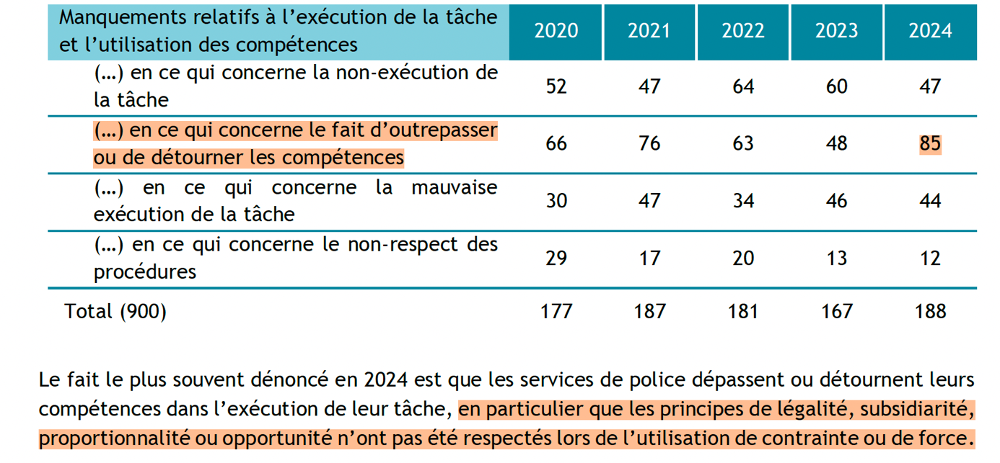 Manquements relatifs à l’exécution de la tâche et l’utilisation des compétences 2020 2021 2022 2023 2024
(…) en ce qui concerne la non-exécution de la tâche 52 47 64 60 47
(…) en ce qui concerne le fait d’outrepasser ou de détourner les compétences 66 76 63 48 85
(…) en ce qui concerne la mauvaise exécution de la tâche 30 47 34 46 44
(…) en ce qui concerne le non-respect des procédures 29 17 20 13 12
Total (900) 177 187 181 167 188
Le fait le plus souvent dénoncé en 2024 est que les services de police dépassent ou détournent leurs
compétences dans l’exécution de leur tâche, en particulier que les principes de légalité, subsidiarité,
proportionnalité ou opportunité n’ont pas été respectés lors de l’utilisation de contrainte ou de force.